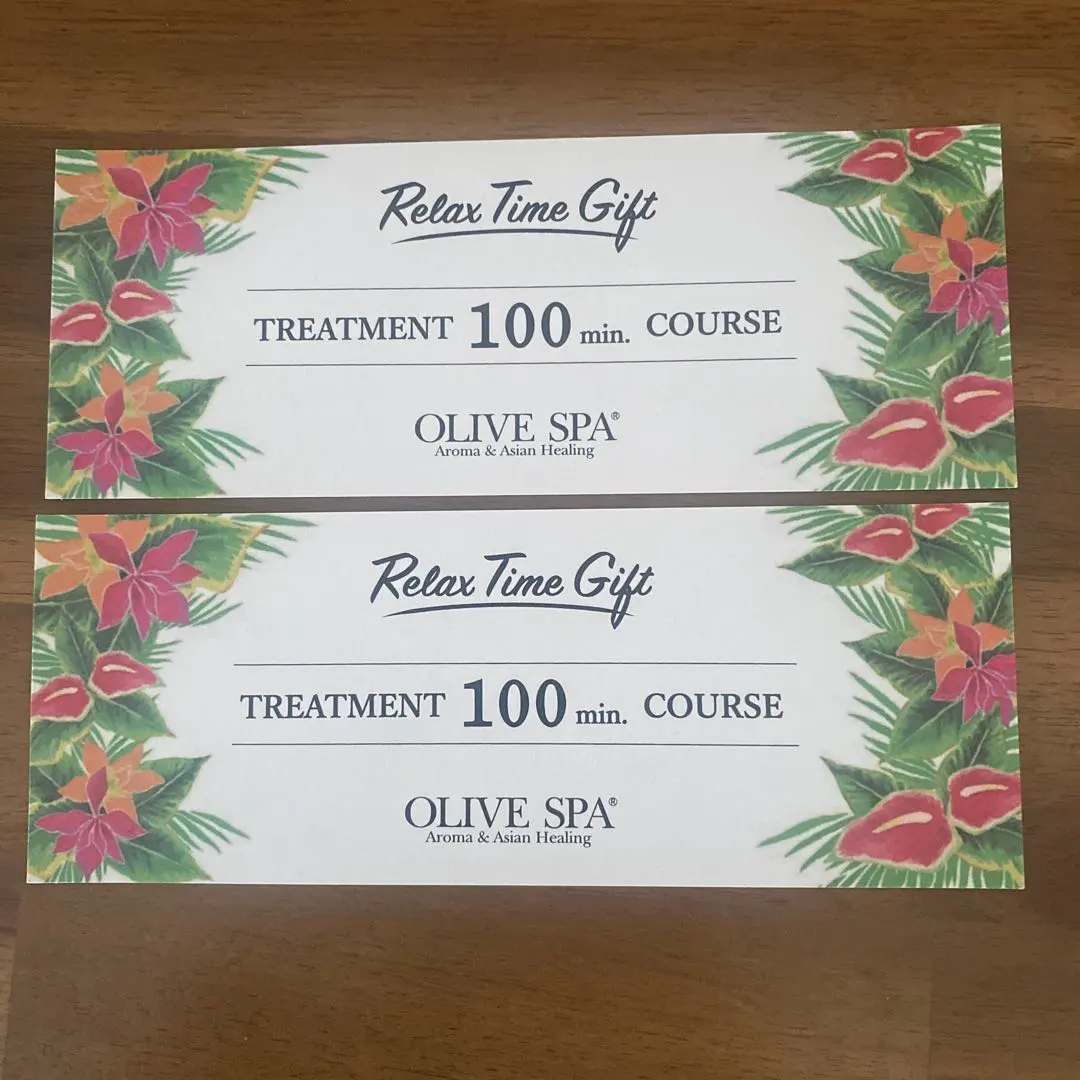 Relax Time Gift
TREATMENT 100 min. COURSE
OLIVE SPA®
Aroma & Asian Healing
Relax Time Gift
TREATMENT 100 min. COURSE
OLIVE SPA®
Aroma & Asian Healing